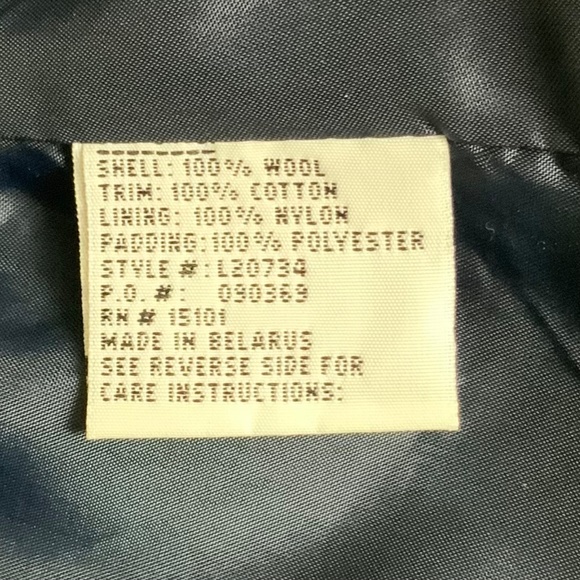 SHELL: 100% WOOL
TRIM: 100% COTTON
LINING: 100% NYLON
PADDING: 100% POLYESTER
STYLE #: L20734
P.O. #: 090369
RN# 15101
MADE IN BELARUS
SEE REVERSE SIDE FOR
CARE INSTRUCTIONS: